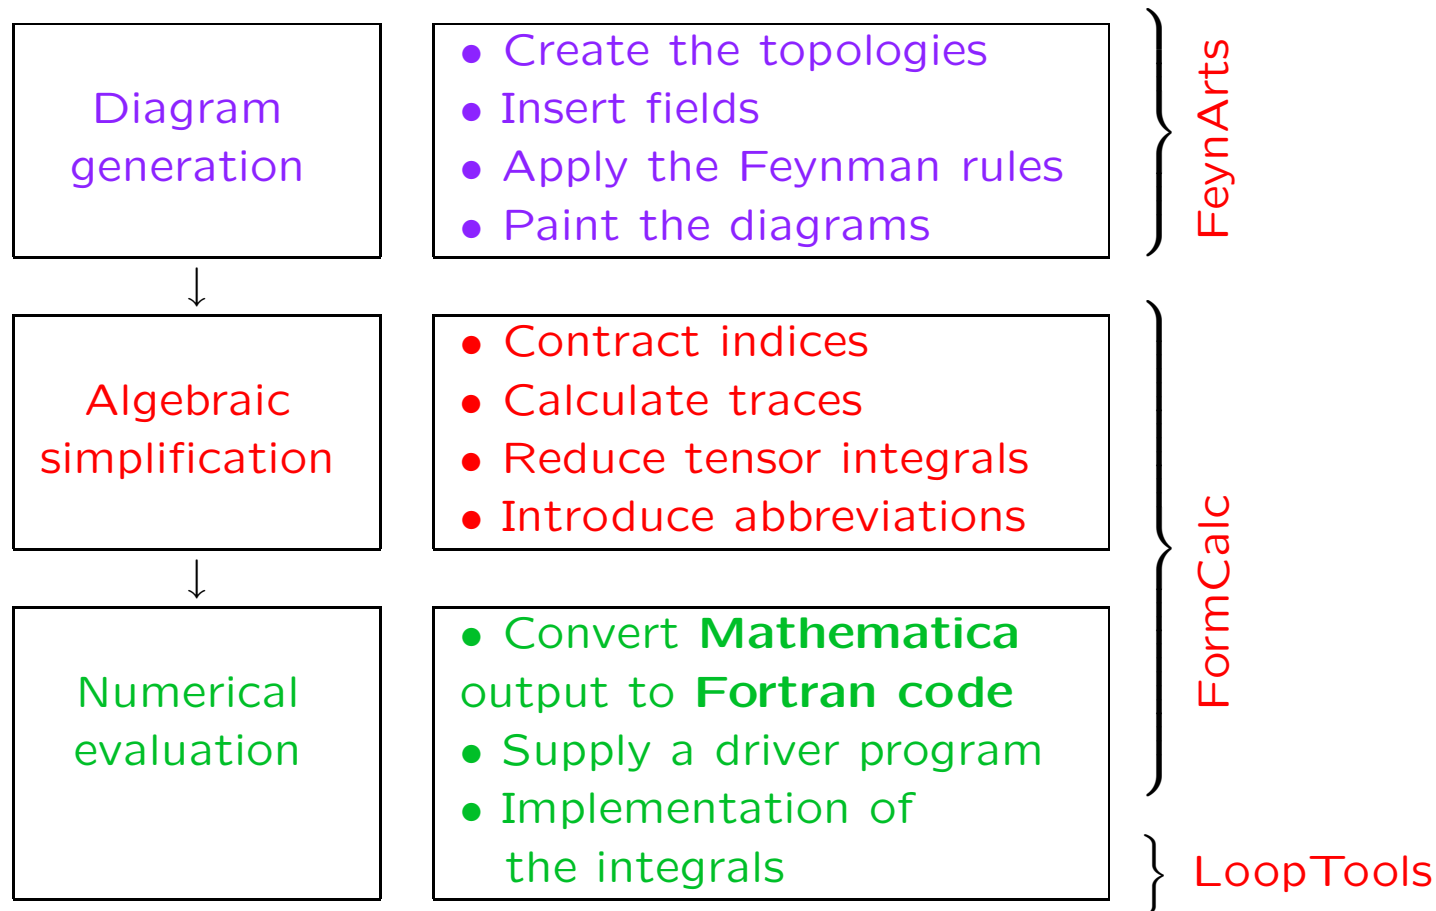 Diagram
generation
• Create the topologies
• Insert fields
• Apply the Feynman rules
• Paint the diagrams
FeynArts
↓
Algebraic
simplification
• Contract indices
• Calculate traces
• Reduce tensor integrals
• Introduce abbreviations
FormCalc
↓
Numerical
evaluation
• Convert Mathematica
output to Fortran code
• Supply a driver program
• Implementation of
the integrals
LoopTools